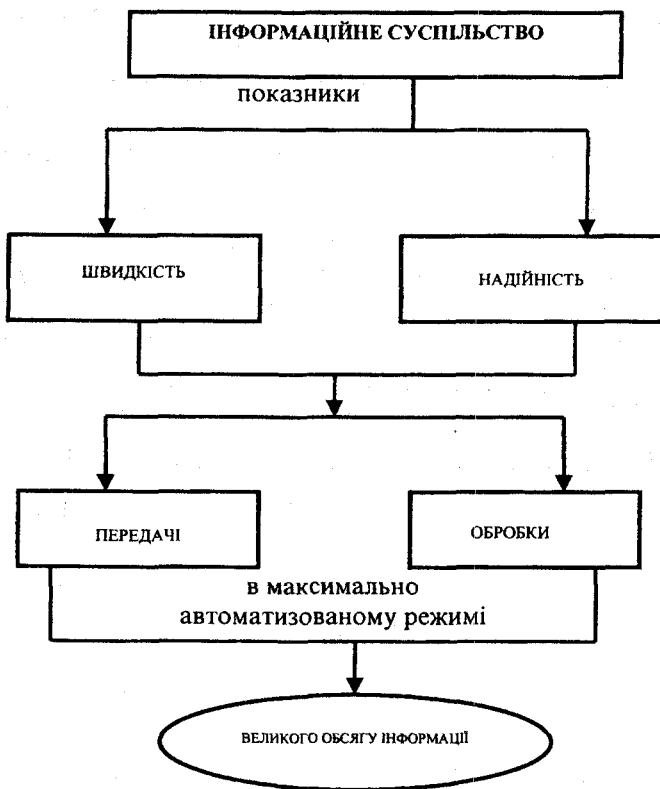 ІНФОРМАЦІЙНЕ СУСПІЛЬСТВО
показники
ШВИДКІСТЬ
НАДІЙНІСТЬ
ПЕРЕДАЧІ
ОБРОБКИ
в максимально
автоматизованому режимі
ВЕЛИКОГО ОБСЯГУ ІНФОРМАЦІЇ